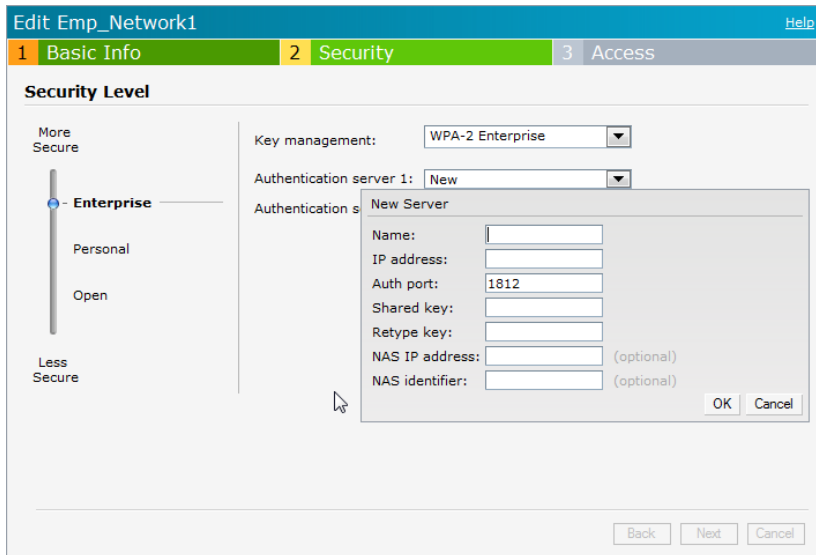 Edit Emp_Network1 Help
1 Basic Info 2 Security 3 Access
Security Level
More
Secure
Enterprise
Personal
Open
Less
Secure
Key management: WPA-2 Enterprise
Authentication server 1: New
Authentication s
New Server
Name:
IP address:
Auth port: 1812
Shared key:
Retype key:
NAS IP address: (optional)
NAS identifier: (optional)
OK Cancel
Back Next Cancel